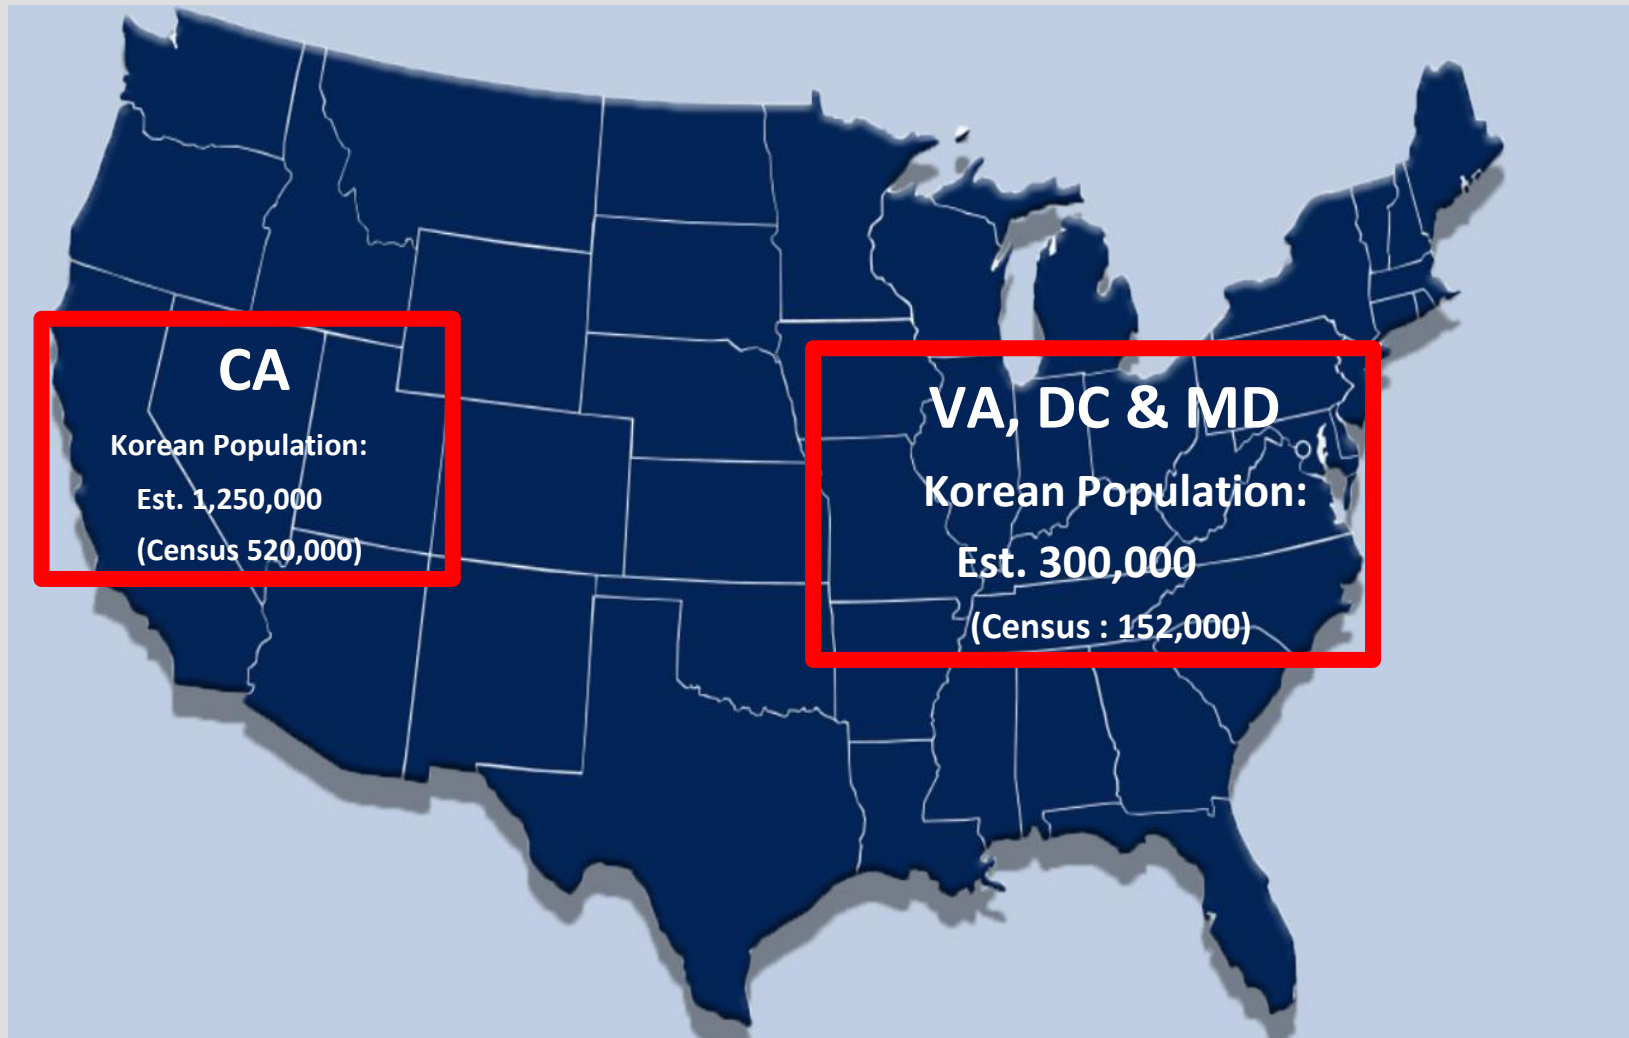 CA
Korean Population:
Est. 1,250,000
(Census 520,000)
VA, DC & MD
Korean Population:
Est. 300,000
(Census : 152,000)